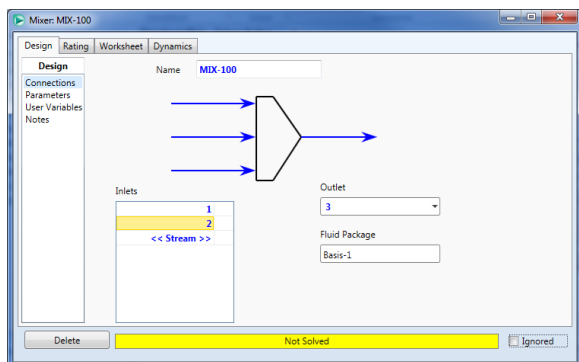 Mixer: MIX-100
Design Rating Worksheet Dynamics
Design
Connections
Parameters
User Variables
Notes
Name MIX-100
Inlets
1
2
<< Stream >>
Outlet
3
Fluid Package
Basis-1
Delete Not Solved Ignored